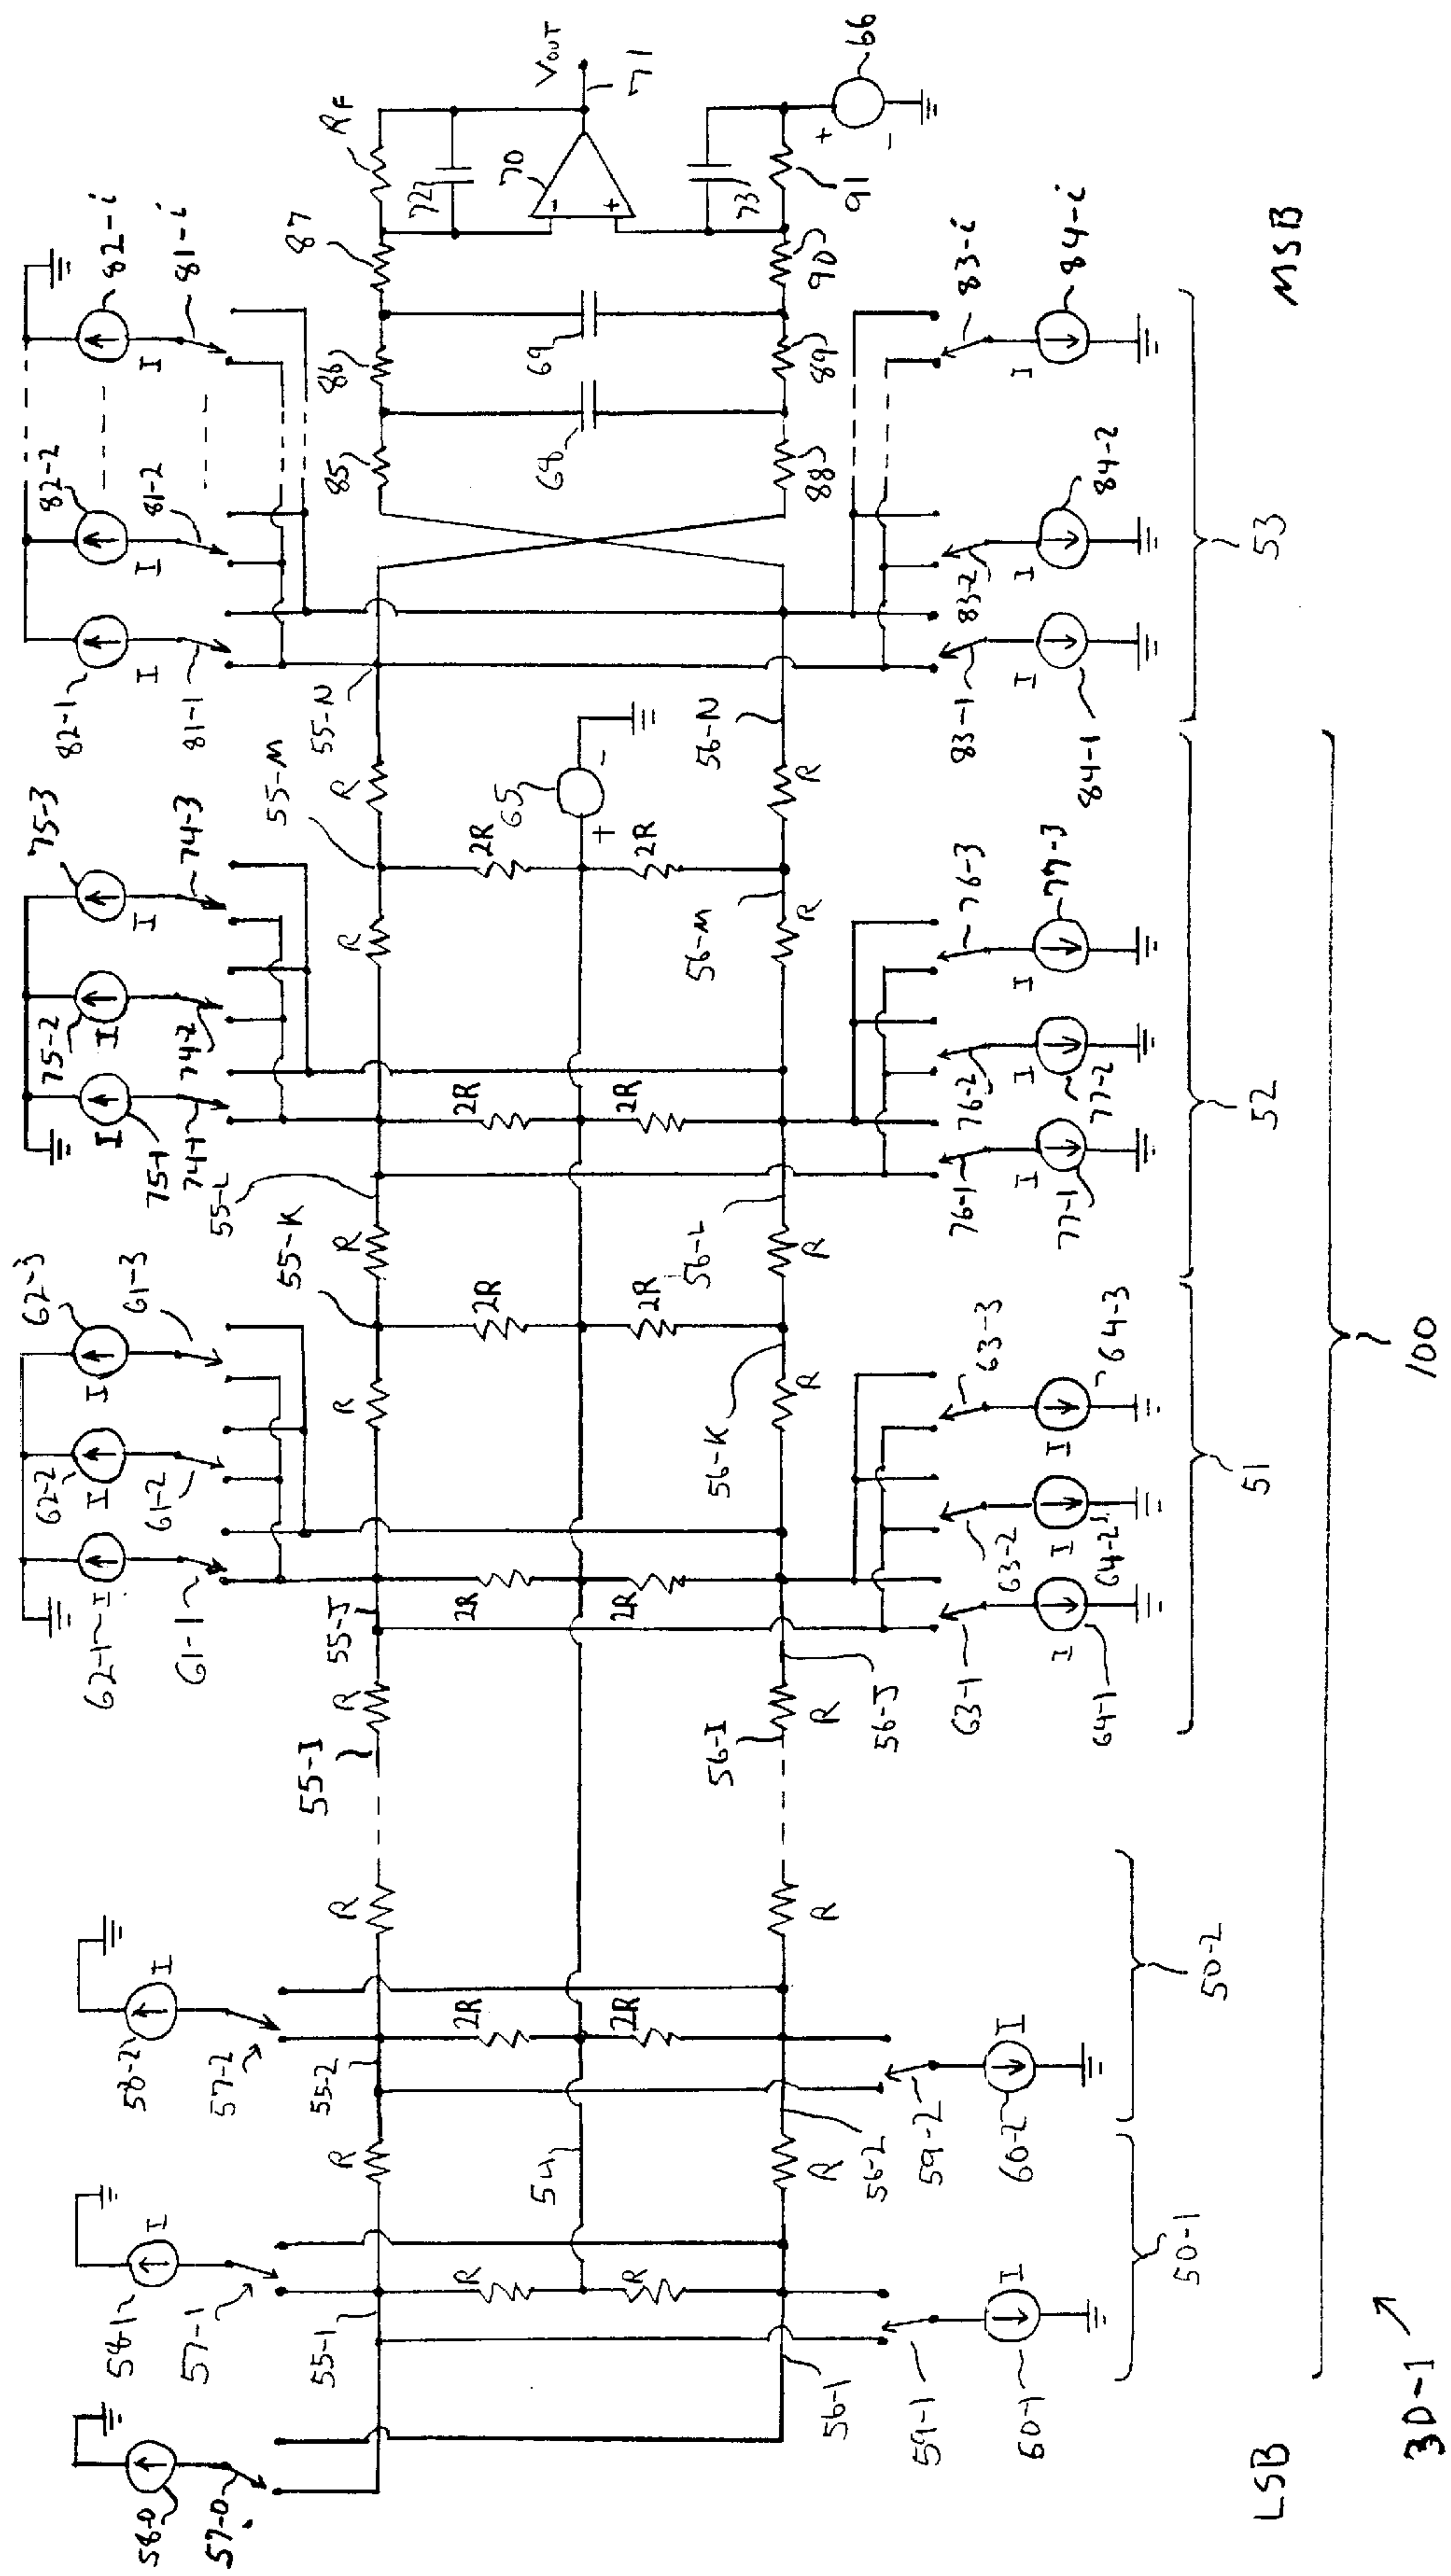 58-0
57-0
58-1
I
57-1
58-2
I
57-2
62-1
I
61-1
62-2
I
61-2
62-3
I
61-3
75-1
I
74-1
75-2
I
74-2
75-3
I
74-3
82-1
I
81-1
82-2
I
81-2
82-i
I
81-i
55-1
R
55-2
R
55-I
R
55-J
R
55-K
R
55-L
R
55-M
R
55-N
85
86
87
RF
R
R
54
2R
2R
2R
2R
2R
2R
2R
2R
2R
2R
65
+
-
68
69
72
70
-
+
73
VOUT
71
56-1
R
56-2
R
56-I
R
56-J
R
56-K
R
56-L
R
56-M
R
56-N
88
89
90
91
+
-
66
59-1
I
60-1
59-2
I
60-2
63-1
I
64-1
63-2
I
64-2
63-3
I
64-3
76-1
I
77-1
76-2
I
77-2
76-3
I
77-3
83-1
I
84-1
83-2
I
84-2
83-i
I
84-i
50-1
50-2
51
52
53
LSB
100
MSB
30-1